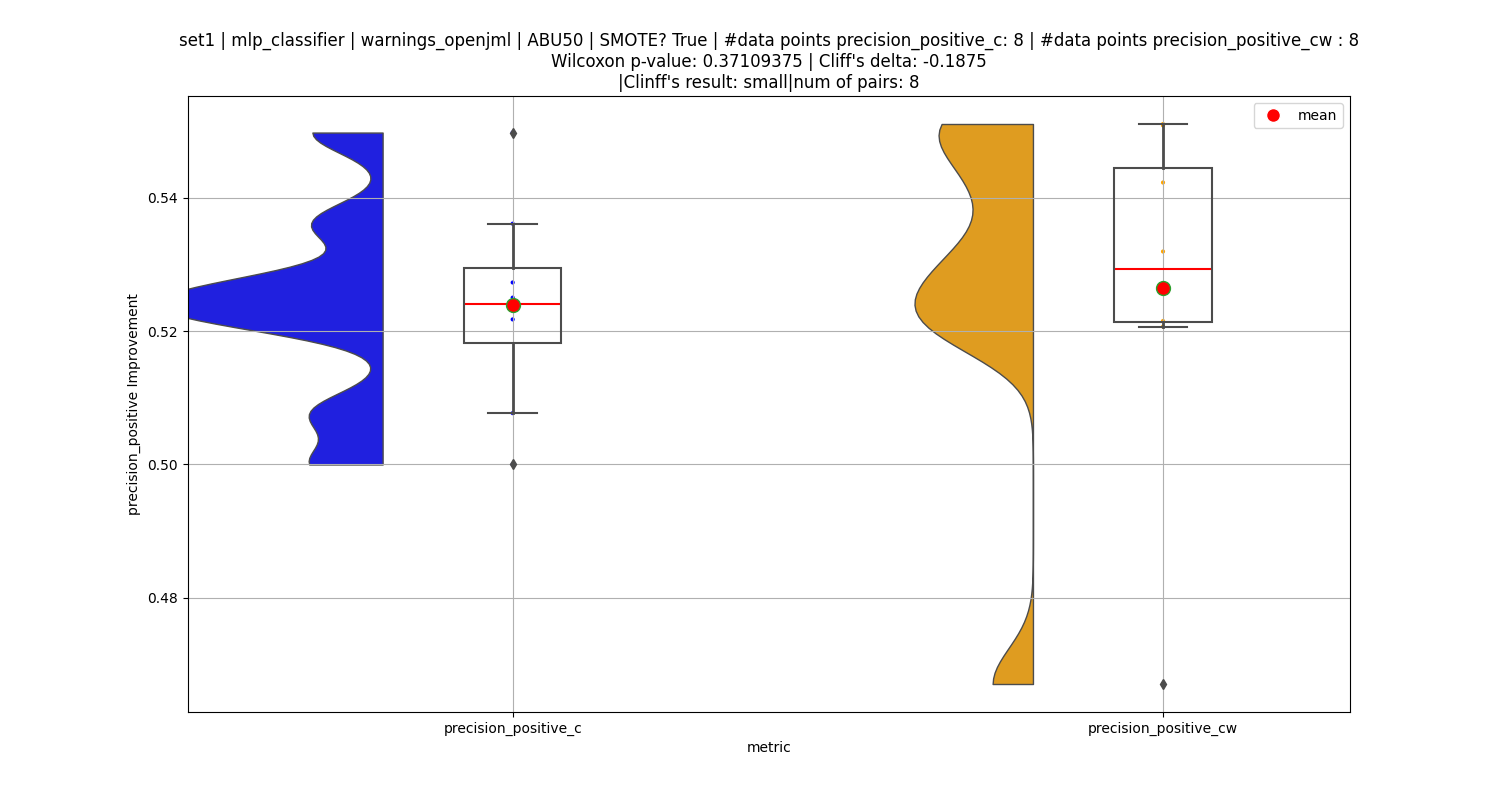 set1 | mlp_classifier | warnings_openjml | ABU50 | SMOTE? True | #data points precision_positive_c: 8 | #data points precision_positive_cw : 8
Wilcoxon p-value: 0.37109375 | Cliff's delta: -0.1875
|Clinff's result: small|num of pairs: 8
mean
0.54
0.52
0.50
0.48
precision_positive Improvement
precision_positive_c
precision_positive_cw
metric